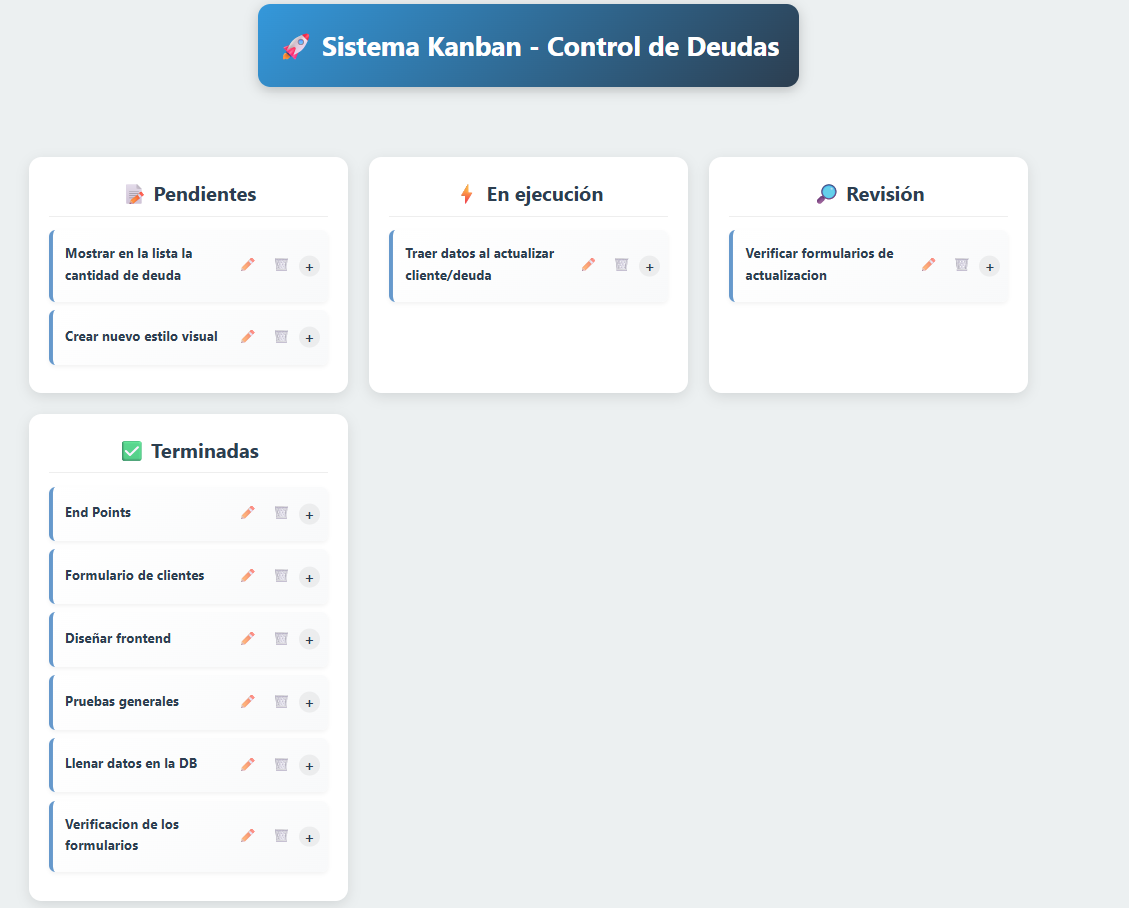 🚀 Sistema Kanban - Control de Deudas
📝 Pendientes
Mostrar en la lista la
cantidad de deuda
+
Crear nuevo estilo visual
+
⚡ En ejecución
Traer datos al actualizar
cliente/deuda
+
🔎 Revisión
Verificar formularios de
actualizacion
+
✅ Terminadas
End Points
+
Formulario de clientes
+
Diseñar frontend
+
Pruebas generales
+
Llenar datos en la DB
+
Verificacion de los
formularios
+